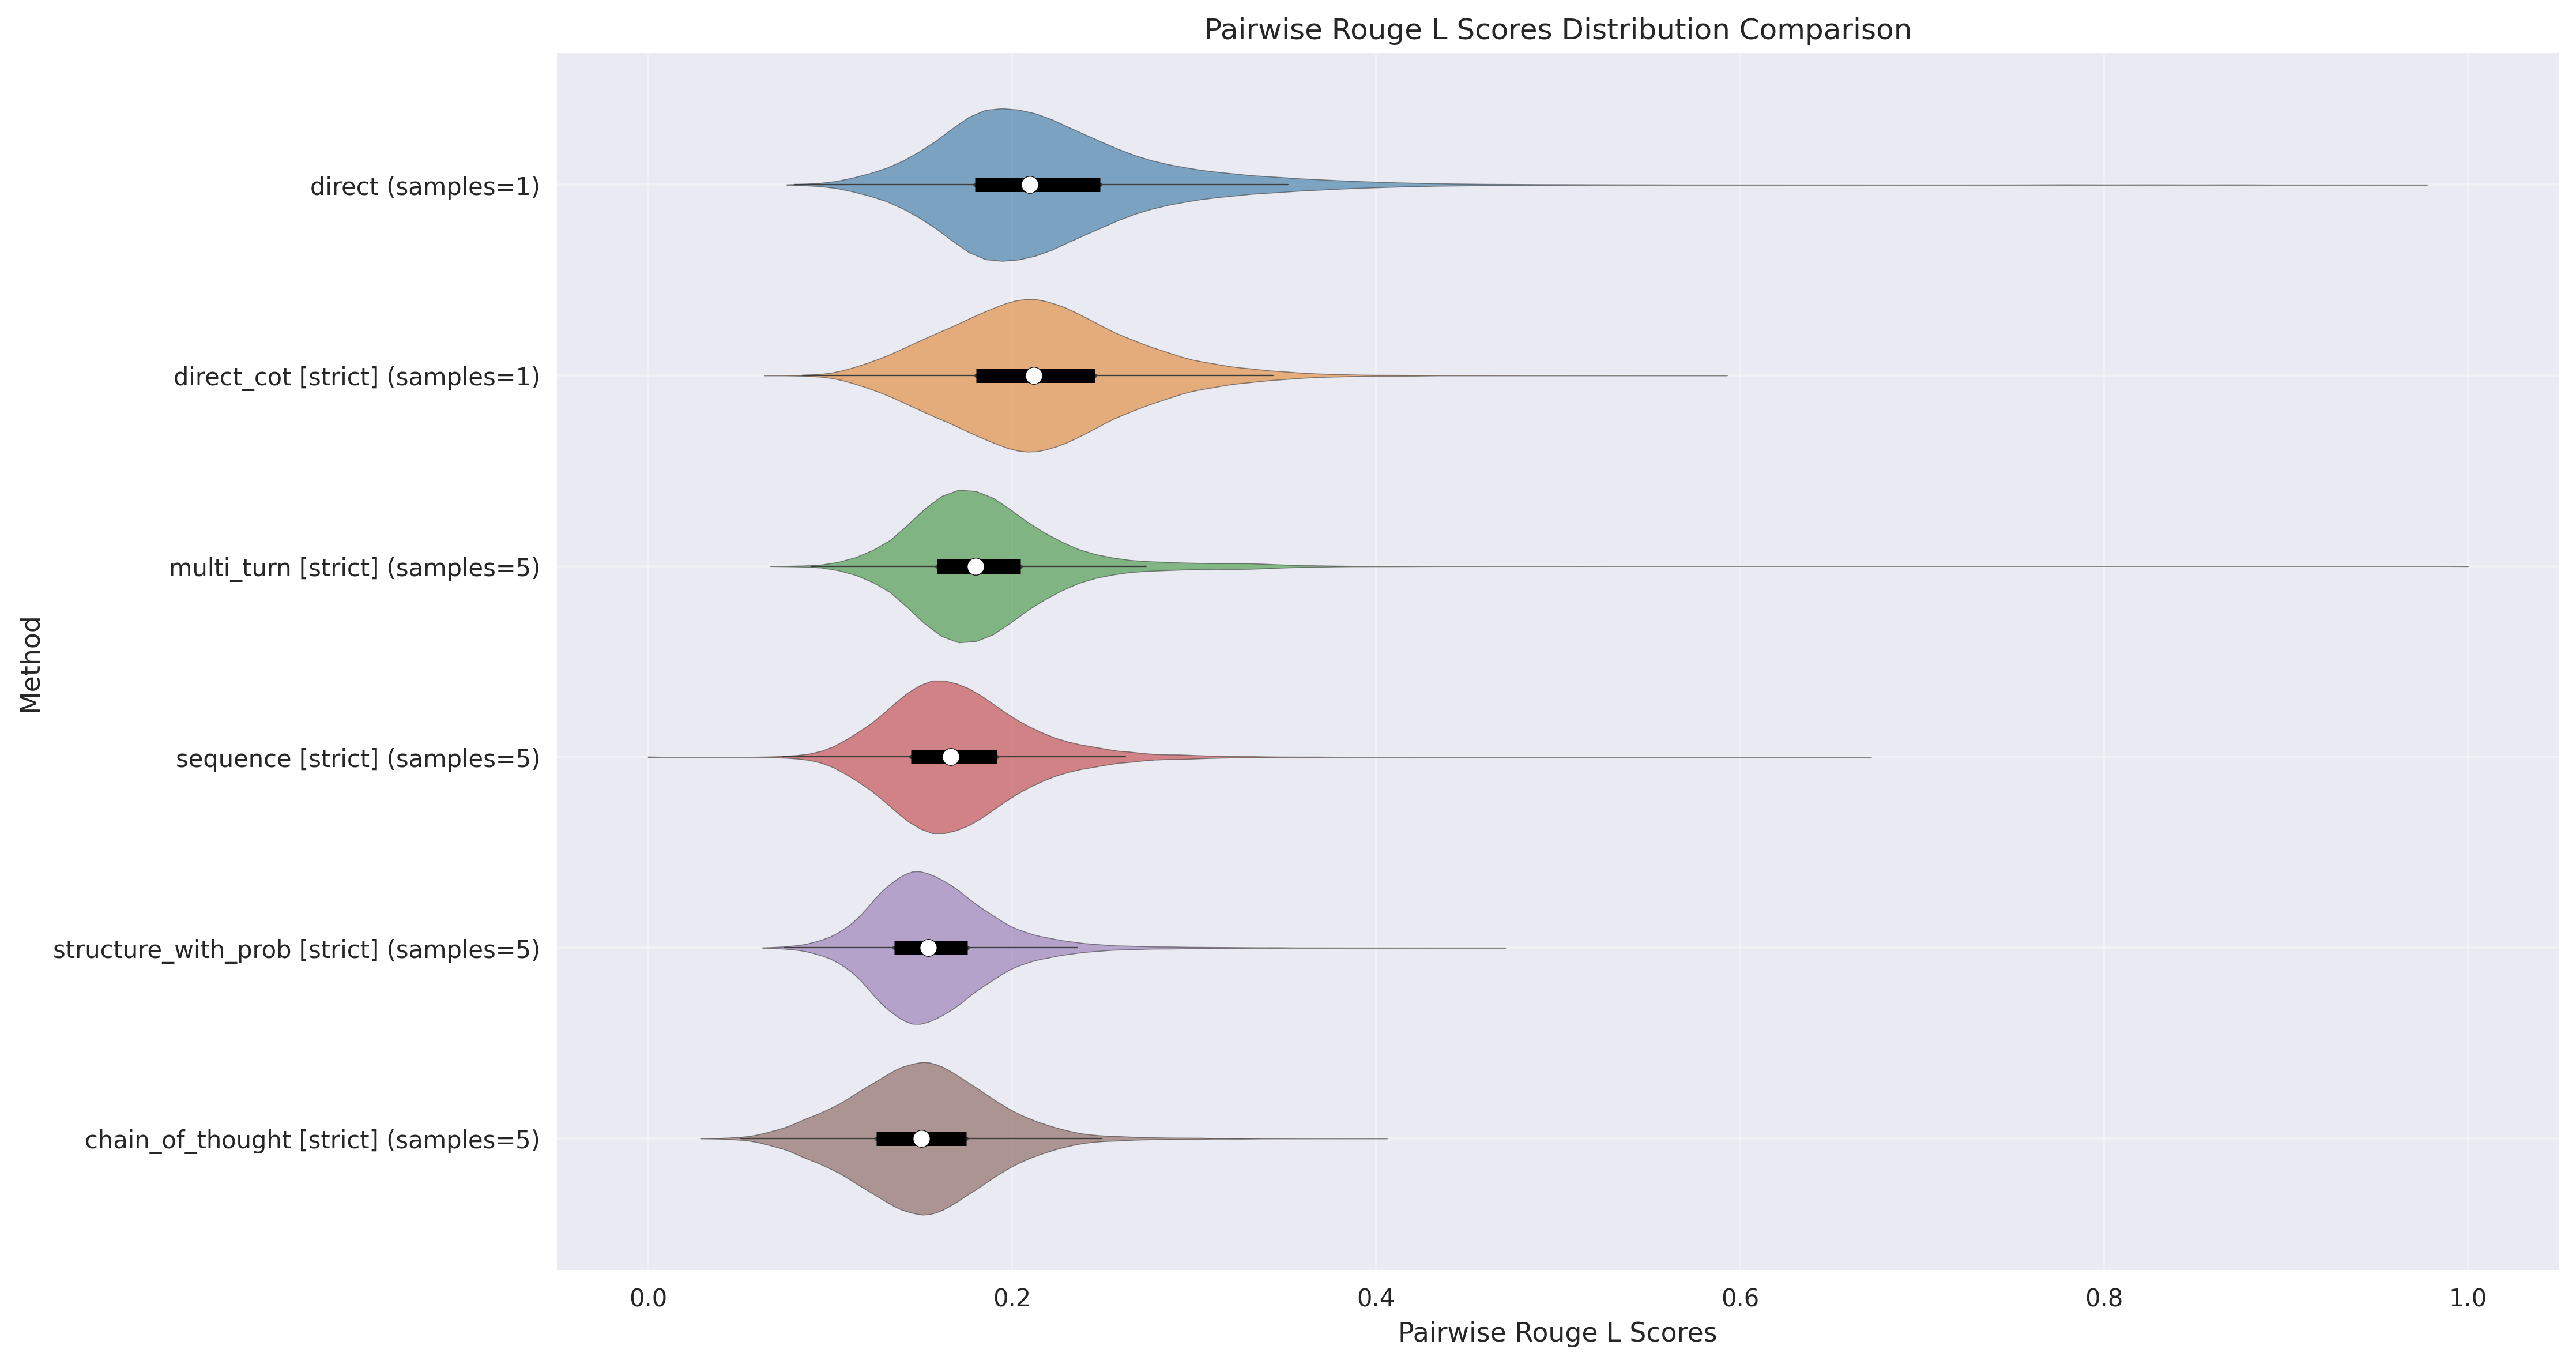 Pairwise Rouge L Scores Distribution Comparison
Method
direct (samples=1)
direct_cot [strict] (samples=1)
multi_turn [strict] (samples=5)
sequence [strict] (samples=5)
structure_with_prob [strict] (samples=5)
chain_of_thought [strict] (samples=5)
0.0 0.2 0.4 0.6 0.8 1.0
Pairwise Rouge L Scores